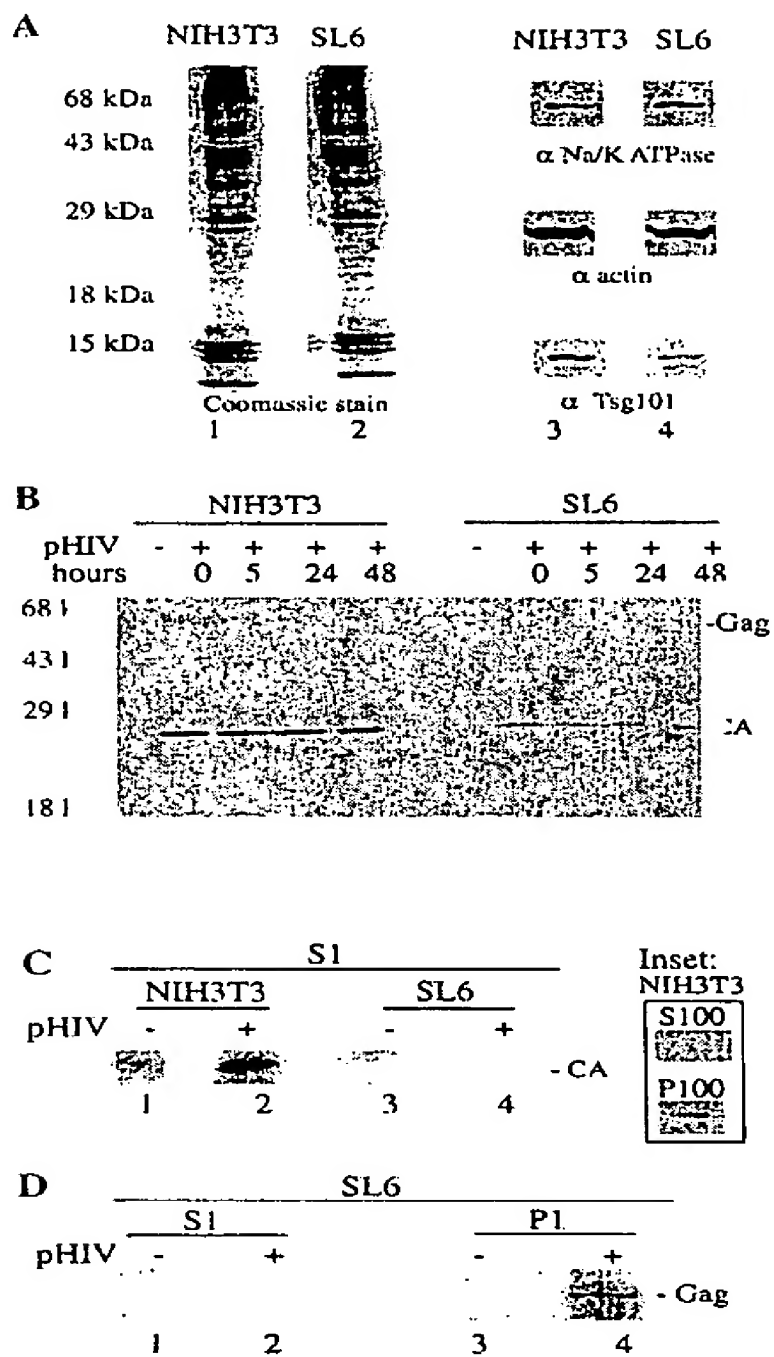 A
NIH3T3 SL6 NIH3T3 SL6
68 kDa
43 kDa
α Na/K ATPase
29 kDa
α actin
18 kDa
15 kDa
Coomassic stain α Tsg101
1 2 3 4
B
NIH3T3 SL6
pHIV - + + + + - + + + +
hours 0 5 24 48 0 5 24 48
68
-Gag
43
29
:A
18
C
S1
Inset:
NIH3T3 SL6 NIH3T3
pHIV - + - + S100
- CA
P100
1 2 3 4
D
SL6
S1 P1
pHIV - + - +
- Gag
1 2 3 4